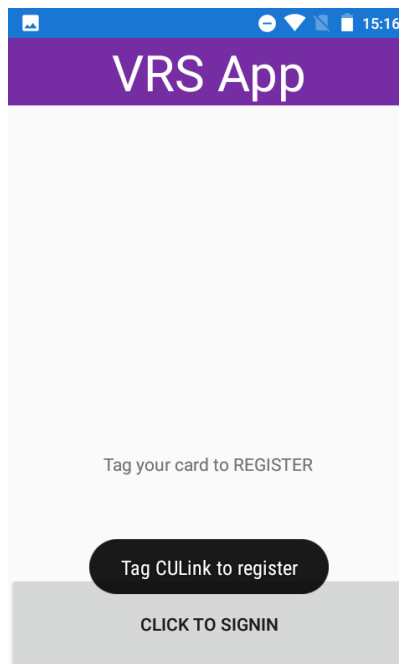 15:16
VRS App
Tag your card to REGISTER
Tag CULink to register
CLICK TO SIGNIN